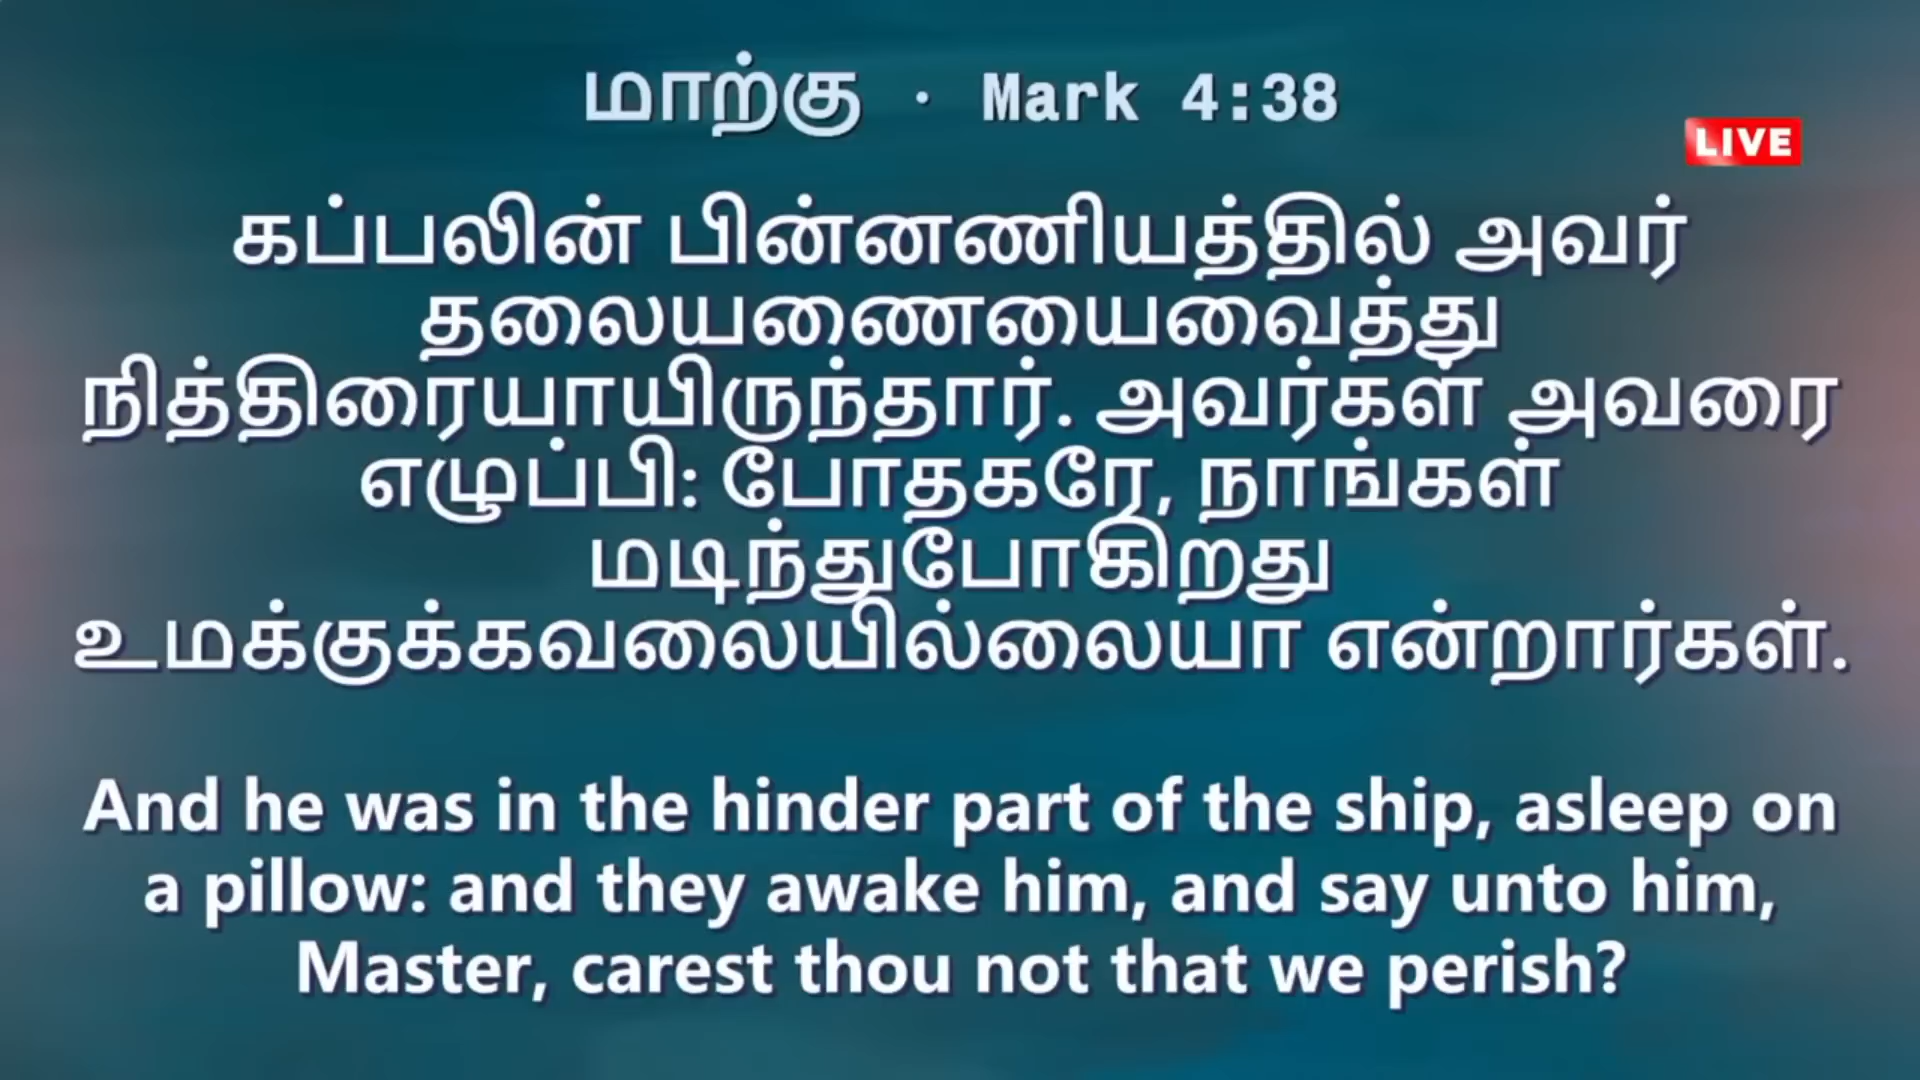 மாற்கு · Mark 4:38
LIVE
கப்பலின் பின்னணியத்தில் அவர்
தலையணையைவைத்து
நித்திரையாயிருந்தார். அவர்கள் அவரை
எழுப்பி: போதகரே, நாங்கள்
மடிந்துபோகிறது
உமக்குக்கவலையில்லையா என்றார்கள்.
And he was in the hinder part of the ship, asleep on
a pillow: and they awake him, and say unto him,
Master, carest thou not that we perish?